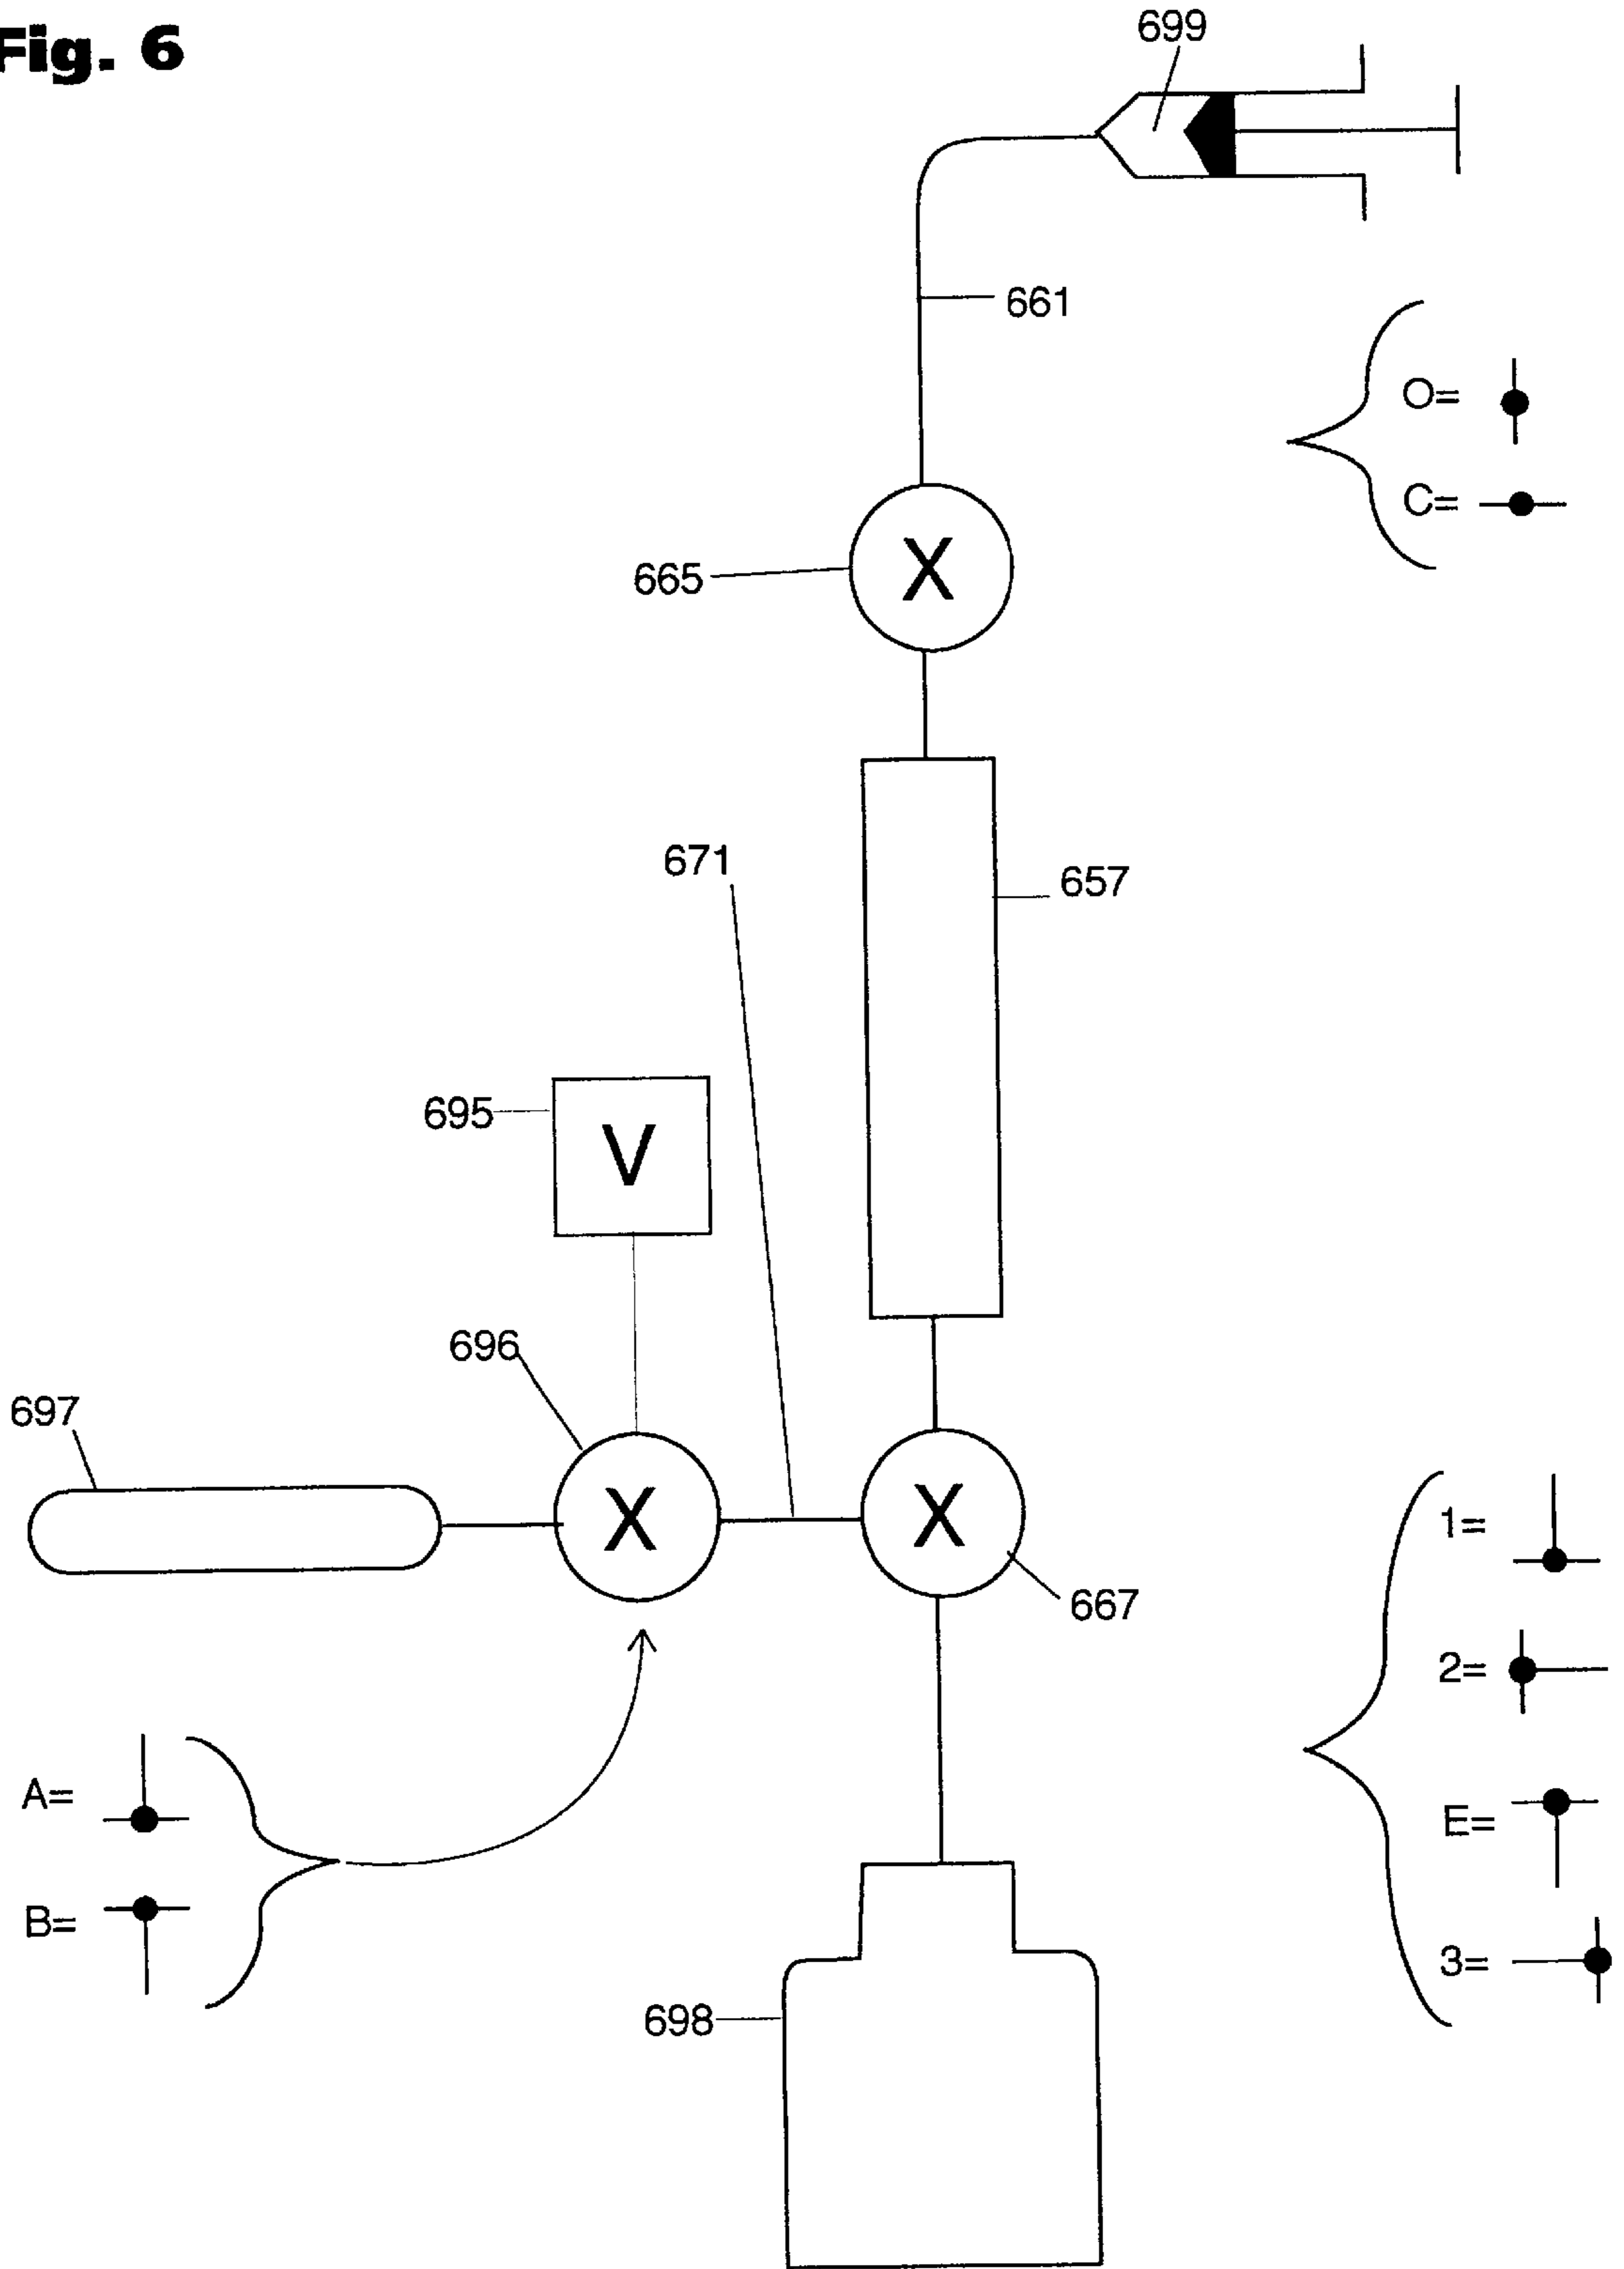 Fig. 6
699
661
O=
C=
665
X
671
657
695
V
696
697
X
X
667
1=
2=
E=
3=
A=
B=
698